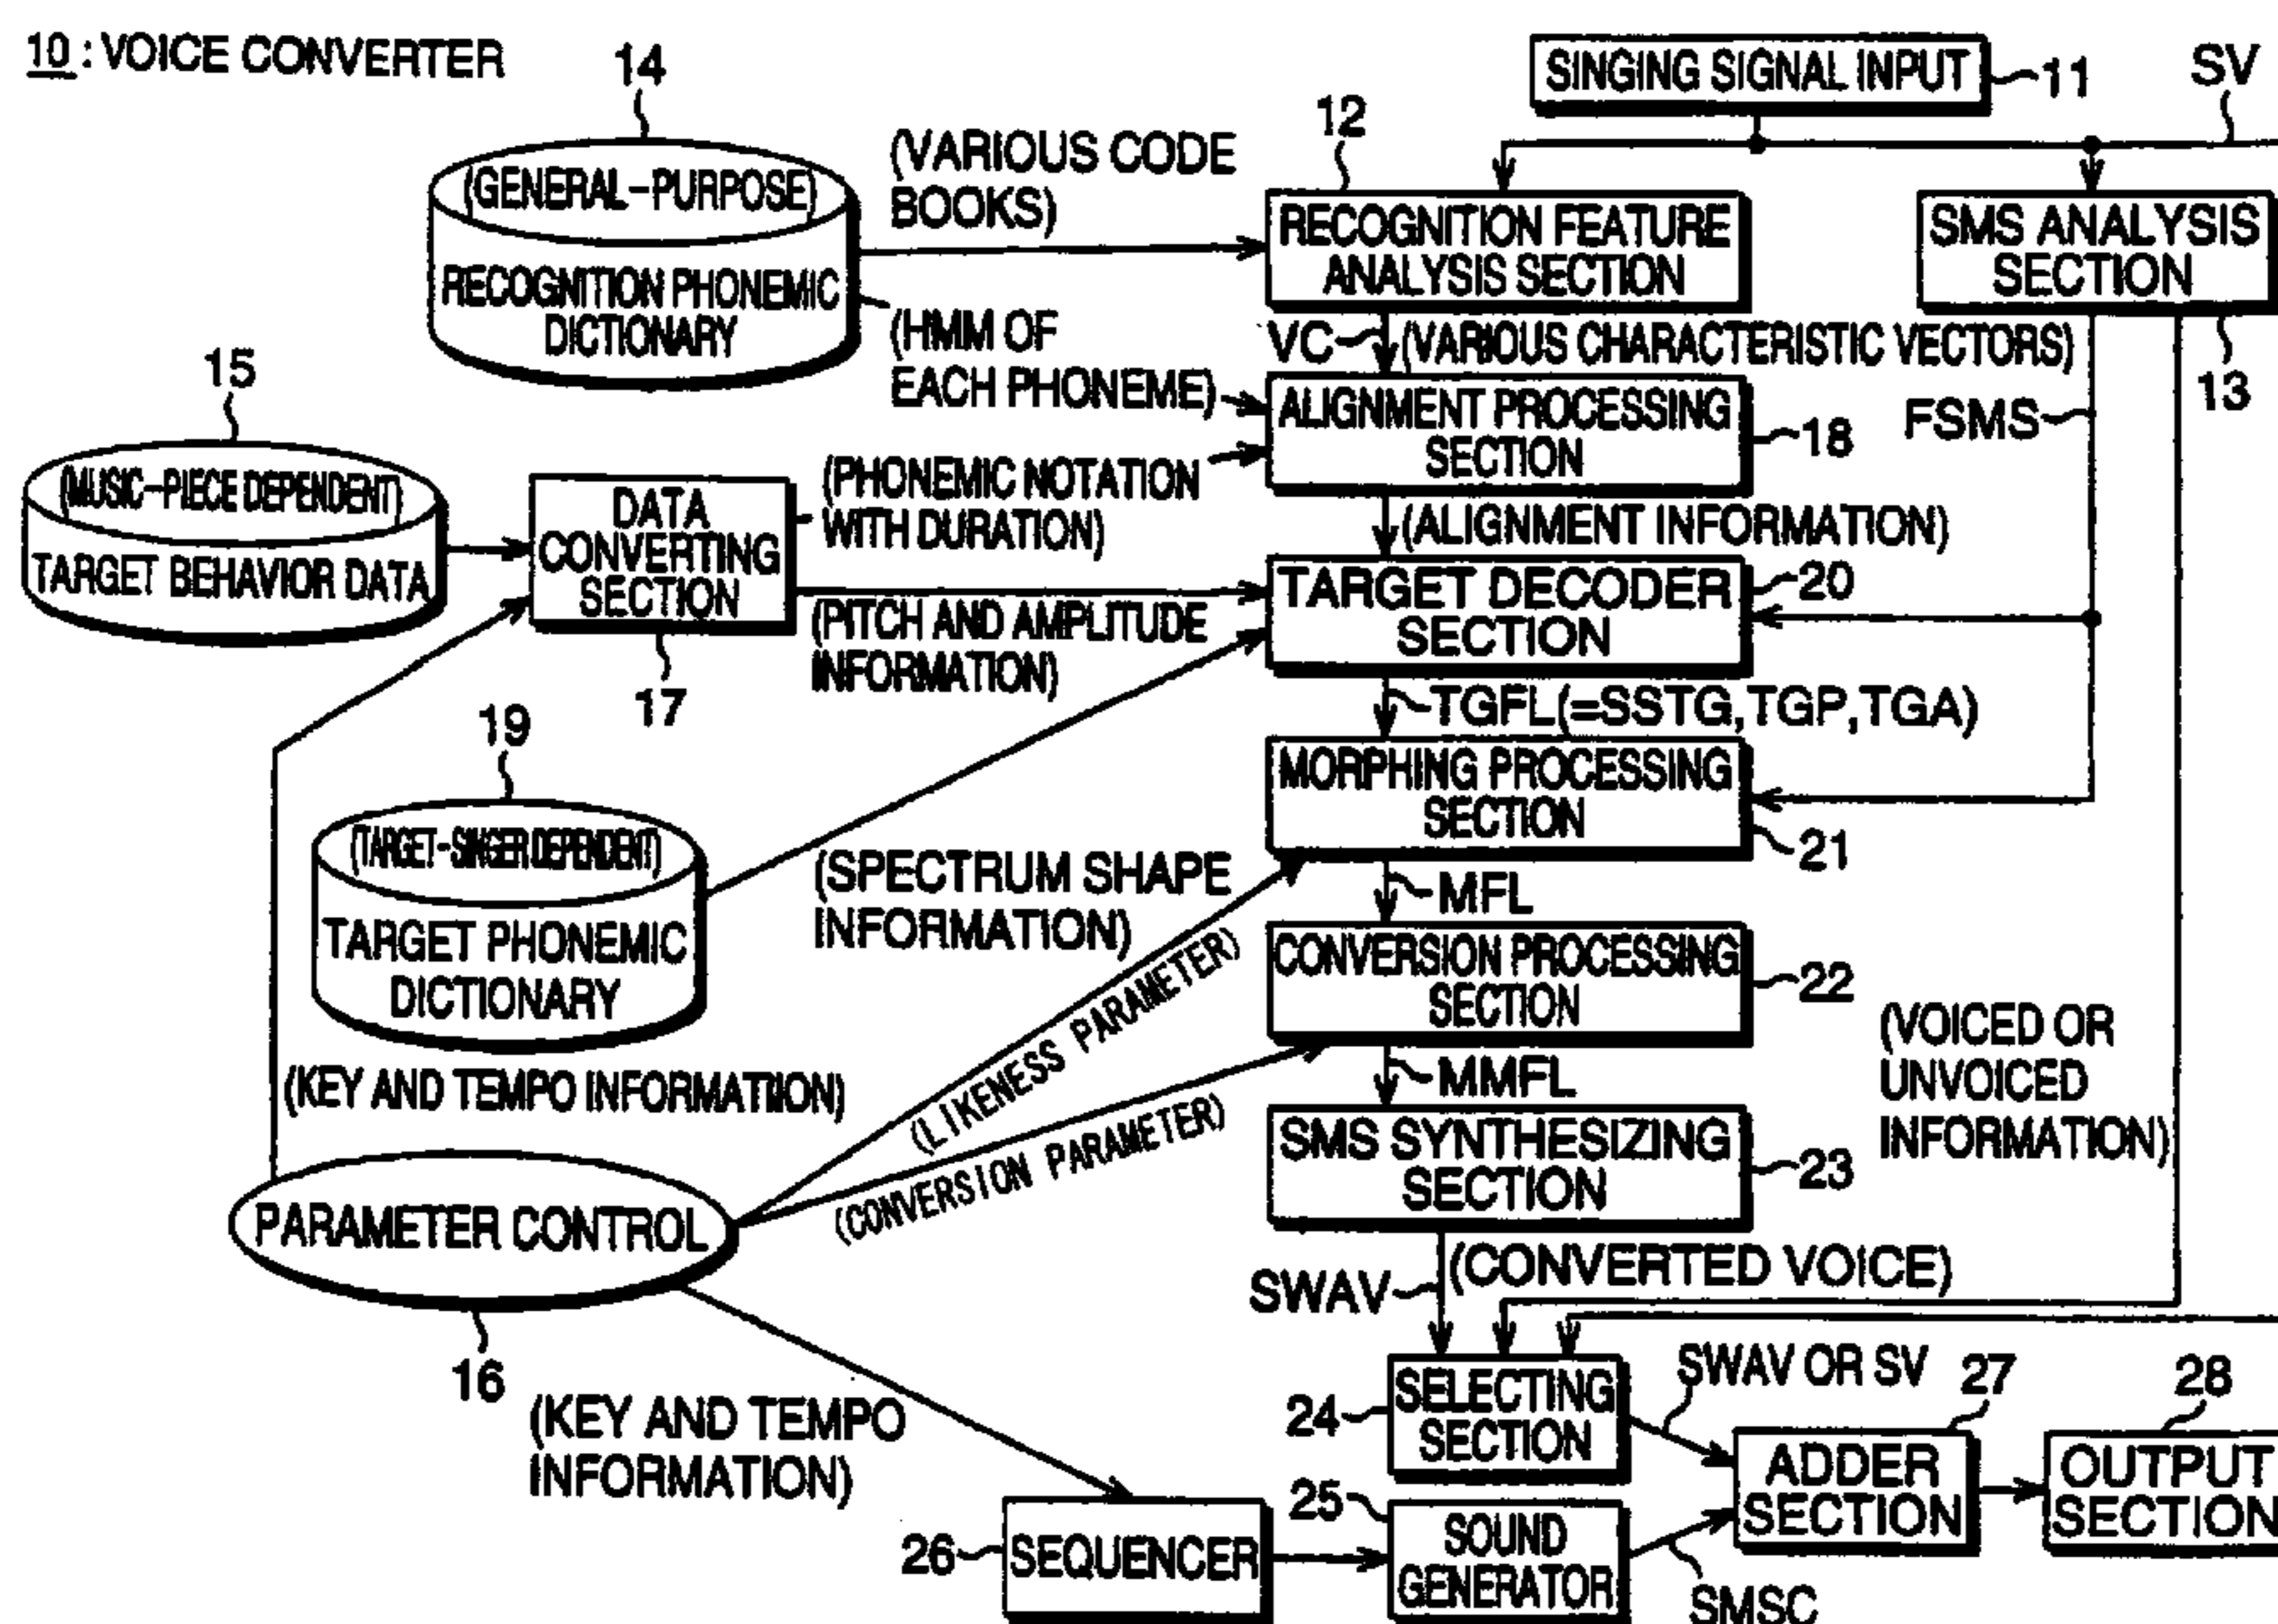 10 : VOICE CONVERTER
14
SINGING SIGNAL INPUT
11
SV
12
(VARIOUS CODE
BOOKS)
(GENERAL-PURPOSE)
RECOGNITION PHONEMIC
DICTIONARY
RECOGNITION FEATURE
ANALYSIS SECTION
SMS ANALYSIS
SECTION
13
(HMM OF
EACH PHONEME)
VC
(VARIOUS CHARACTERISTIC VECTORS)
15
ALIGNMENT PROCESSING
SECTION
18
FSMS
(MUSIC-PIECE DEPENDENT)
TARGET BEHAVIOR DATA
DATA
CONVERTING
SECTION
17
(PHONEMIC NOTATION
WITH DURATION)
(ALIGNMENT INFORMATION)
TARGET DECODER
SECTION
20
(PITCH AND AMPLITUDE
INFORMATION)
TGFL(=SSTG,TGP,TGA)
19
MORPHING PROCESSING
SECTION
21
(TARGET-SINGER DEPENDENT)
TARGET PHONEMIC
DICTIONARY
(SPECTRUM SHAPE
INFORMATION)
MFL
CONVERSION PROCESSING
SECTION
22
(LIKENESS PARAMETER)
(VOICED OR
UNVOICED
INFORMATION)
(KEY AND TEMPO INFORMATIION)
MMFL
(CONVERSION PARAMETER)
SMS SYNTHESIZING
SECTION
23
PARAMETER CONTROL
16
SWAV
(CONVERTED VOICE)
(KEY AND TEMPO
INFORMATION)
24
SELECTING
SECTION
SWAV OR SV
27
28
ADDER
SECTION
OUTPUT
SECTION
25
26
SEQUENCER
SOUND
GENERATOR
SMSC